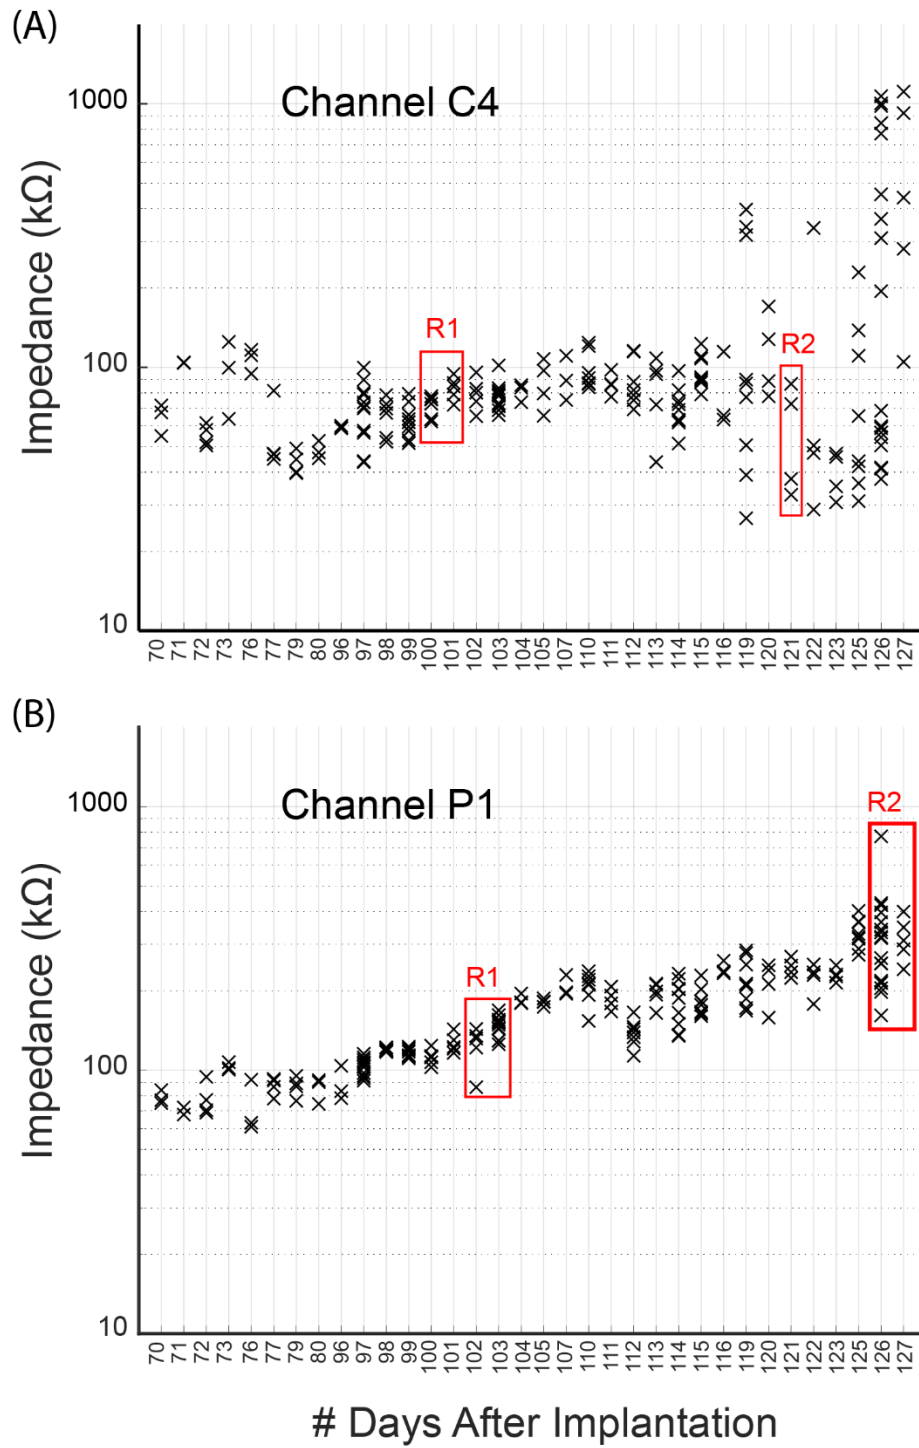 (A)
Channel C4
Impedance (kΩ)
1000
100
10
R1
R2
70 71 72 73 76 77 79 80 96 97 98 99 100 101 102 103 104 105 107 110 111 112 113 114 115 116 119 120 121 122 123 125 126 127
(B)
Channel P1
Impedance (kΩ)
1000
100
10
R1
R2
70 71 72 73 76 77 79 80 96 97 98 99 100 101 102 103 104 105 107 110 111 112 113 114 115 116 119 120 121 122 123 125 126 127
# Days After Implantation